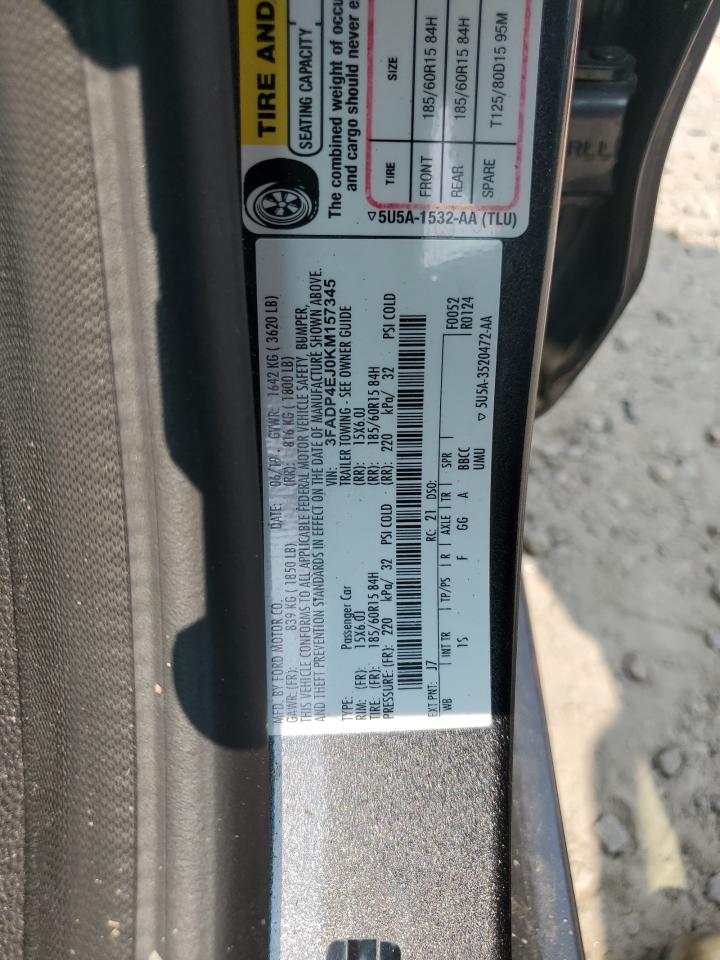 TIRE AND
SEATING CAPACITY
The combined weight of occu
and cargo should never e
TIRE SIZE
FRONT 185/60R15 84H
REAR 185/60R15 84H
SPARE T125/80D15 95M
5U5A-1532-AA (TLU)
MFD. BY FORD MOTOR CO.
DATE: 06/19 GVWR: 1642 KG ( 3620 LB)
GAWR:(FR): 839 KG ( 1850 LB) (RR): 816 KG ( 1800 LB)
THIS VEHICLE CONFORMS TO ALL APPLICABLE FEDERAL MOTOR VEHICLE SAFETY, BUMPER,
AND THEFT PREVENTION STANDARDS IN EFFECT ON THE DATE OF MANUFACTURE SHOWN ABOVE.
VIN: 3FADP4EJ0KM157345
TYPE: Passenger Car TRAILER TOWING - SEE OWNER GUIDE
RIM: (FR): 15X6.0J (RR): 15X6.0J
TIRE: (FR): 185/60R15 84H (RR): 185/60R15 84H
PRESSURE: (FR): 220 kPa/ 32 PSI COLD (RR): 220 kPa/ 32 PSI COLD
EXT PNT: J7 RC: 21 DSO: F0052
WB INT TR TP/PS R AXLE TR SPR R0124
1S F GG A BBCC
UMU
5U5A-3520472-AA
RLL